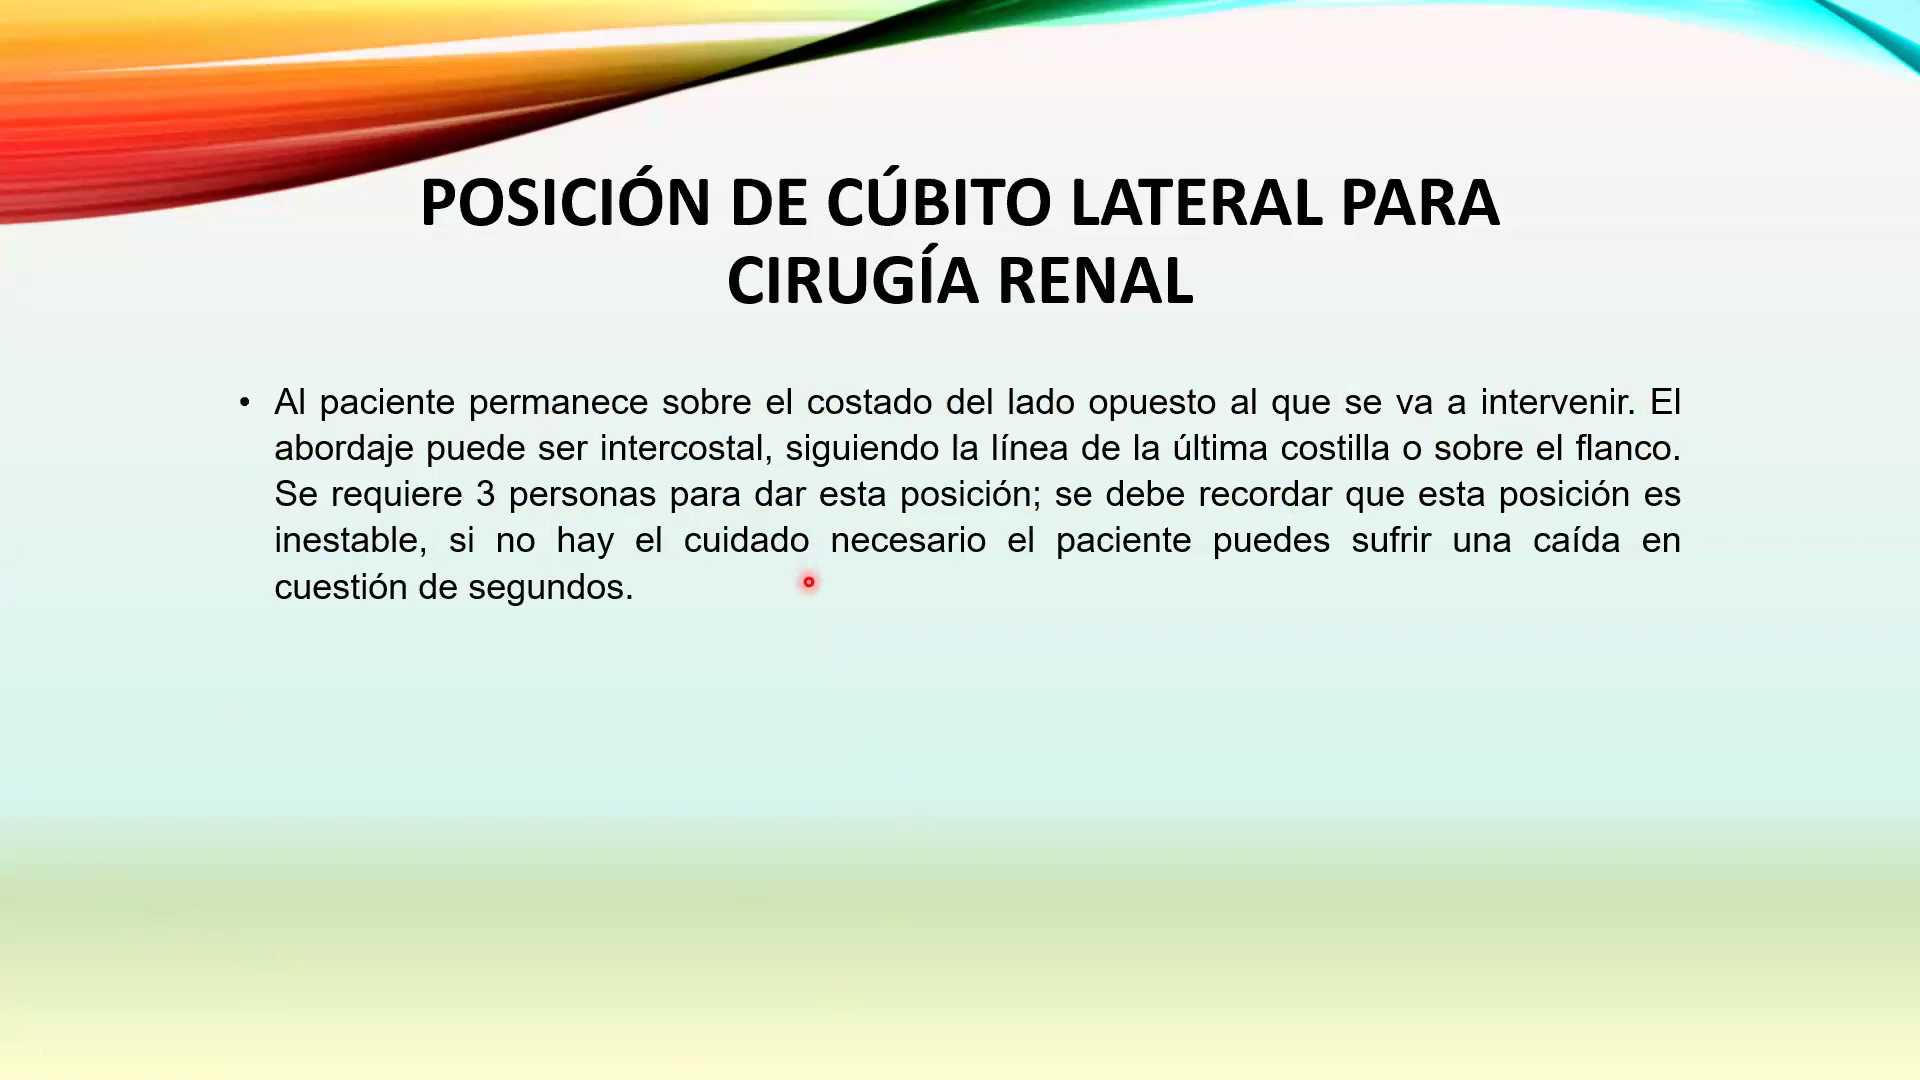 POSICIÓN DE CÚBITO LATERAL PARA
CIRUGÍA RENAL
• Al paciente permanece sobre el costado del lado opuesto al que se va a intervenir. El
abordaje puede ser intercostal, siguiendo la línea de la última costilla o sobre el flanco.
Se requiere 3 personas para dar esta posición; se debe recordar que esta posición es
inestable, si no hay el cuidado necesario el paciente puedes sufrir una caída en
cuestión de segundos.